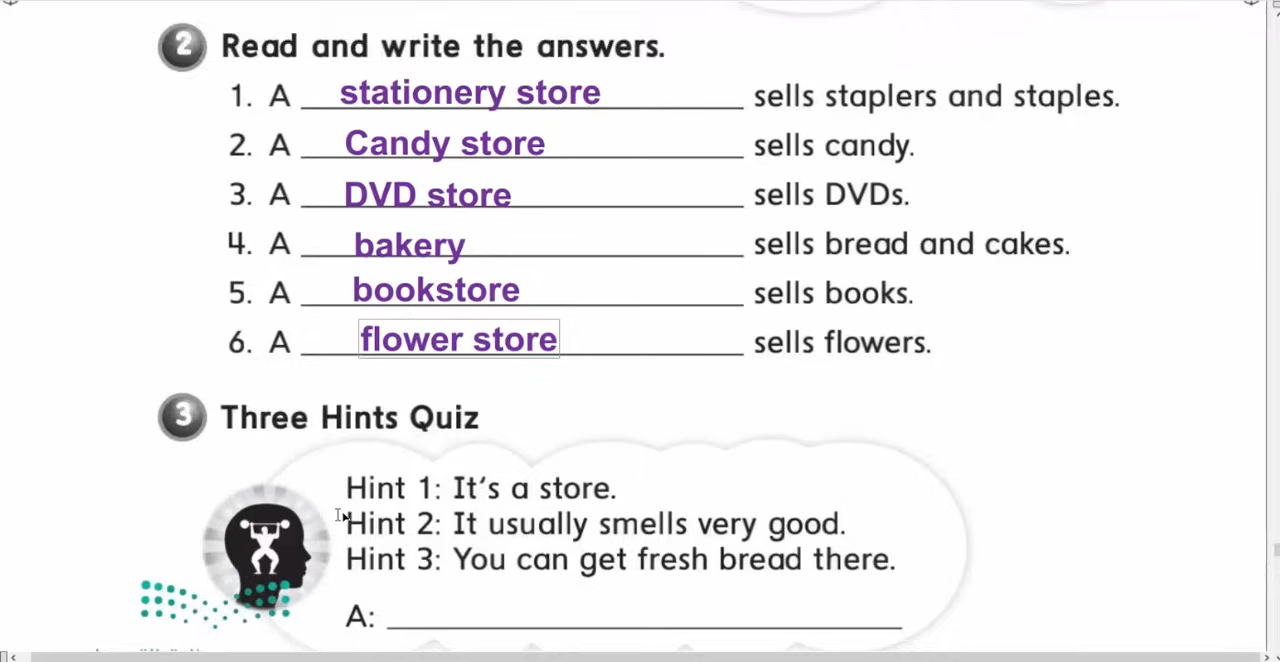 2 Read and write the answers.
1. A stationery store sells staplers and staples.
2. A Candy store sells candy.
3. A DVD store sells DVDs.
4. A bakery sells bread and cakes.
5. A bookstore sells books.
6. A flower store sells flowers.
3 Three Hints Quiz
Hint 1: It's a store.
Hint 2: It usually smells very good.
Hint 3: You can get fresh bread there.
A: